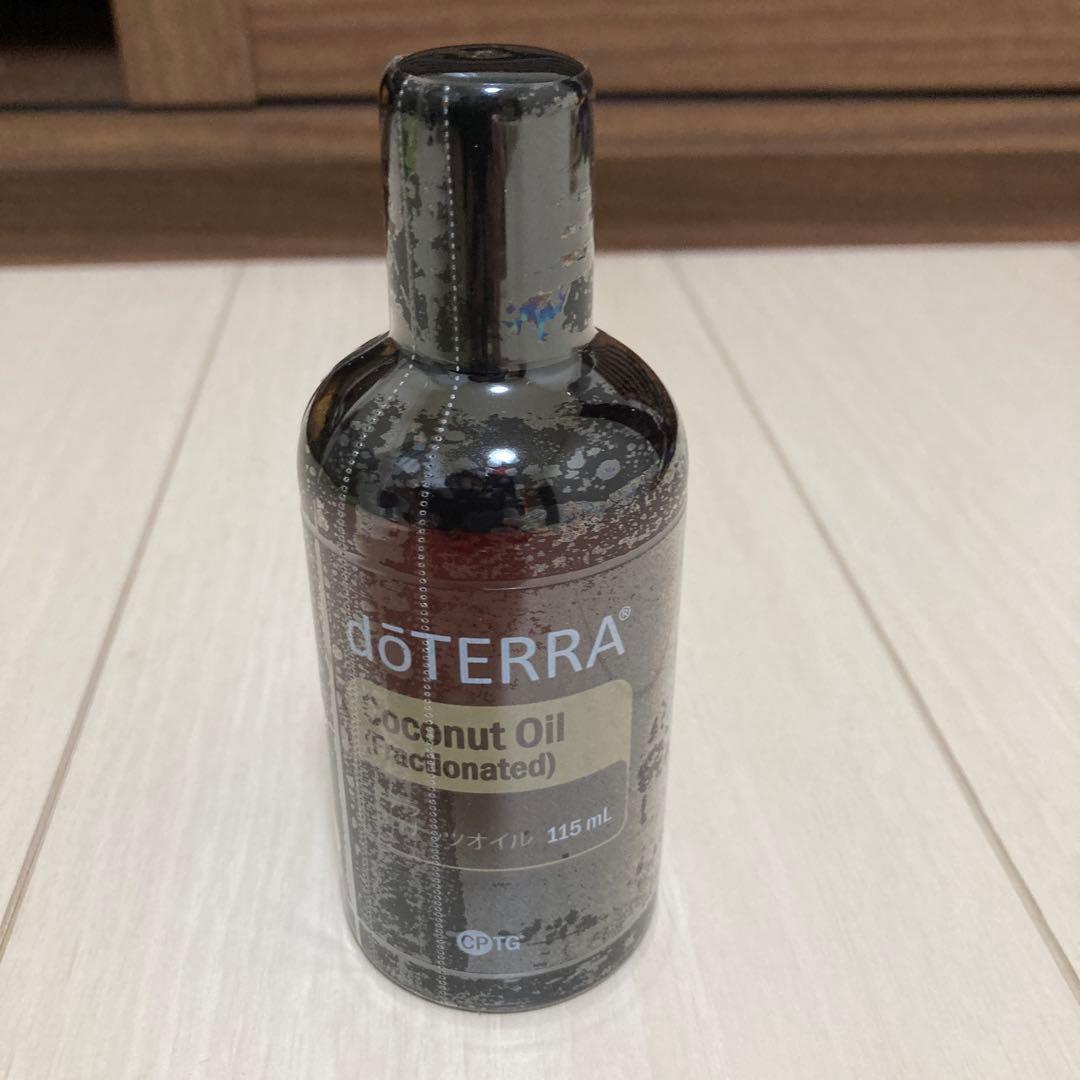 dōTERRA®
Coconut Oil
(Fractionated)
ツオイル 115 mL
CPTG